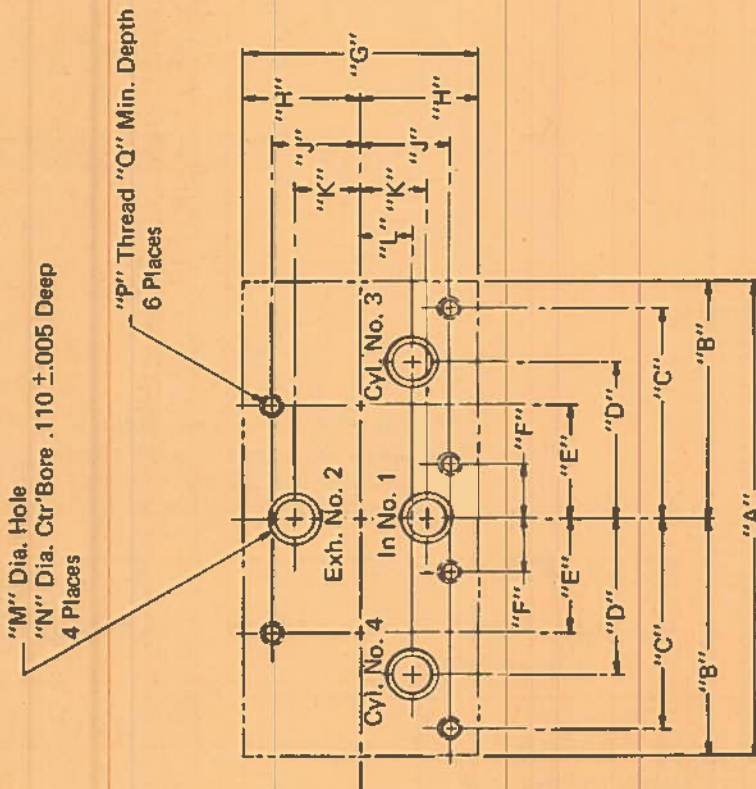 "M" Dia. Hole
"N" Dia. Ctr'Bore .110 ±.005 Deep
4 Places
"P" Thread "Q" Min. Depth
6 Places
"G"
"H"
"H"
"J"
"J"
"K"
"K"
"L"
Exh. No. 2
Cyl. No. 4
In No. 1
Cyl. No. 3
"F"
"F"
"E"
"E"
"D"
"D"
"C"
"C"
"B"
"B"
"A"